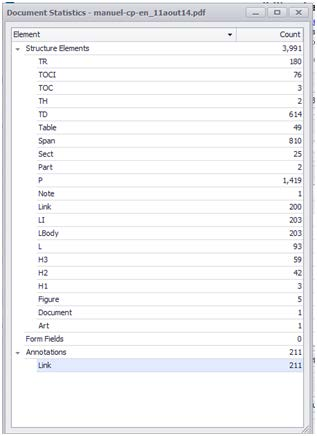 Document Statistics - manuel-cp-en_11aout14.pdf
Element Count
Structure Elements 3,991
TR 180
TOCI 76
TOC 3
TH 2
TD 614
Table 49
Span 810
Sect 25
Part 2
P 1,419
Note 1
Link 200
LI 203
LBody 203
L 93
H3 59
H2 42
H1 3
Figure 5
Document 1
Art 1
Form Fields 0
Annotations 211
Link 211